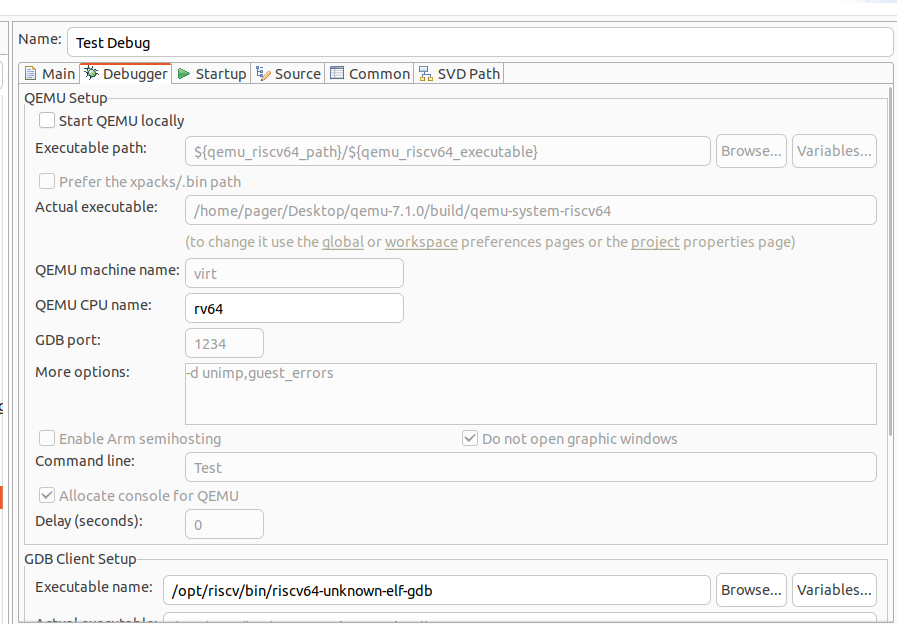 Name: Test Debug
Main Debugger Startup Source Common SVD Path
QEMU Setup
Start QEMU locally
Executable path: ${qemu_riscv64_path}/${qemu_riscv64_executable} Browse... Variables...
Prefer the xpacks/.bin path
Actual executable: /home/pager/Desktop/qemu-7.1.0/build/qemu-system-riscv64
(to change it use the global or workspace preferences pages or the project properties page)
QEMU machine name: virt
QEMU CPU name: rv64
GDB port: 1234
More options: -d unimp,guest_errors
Enable Arm semihosting Do not open graphic windows
Command line: Test
Allocate console for QEMU
Delay (seconds): 0
GDB Client Setup
Executable name: /opt/riscv/bin/riscv64-unknown-elf-gdb Browse... Variables...
Actual executable: